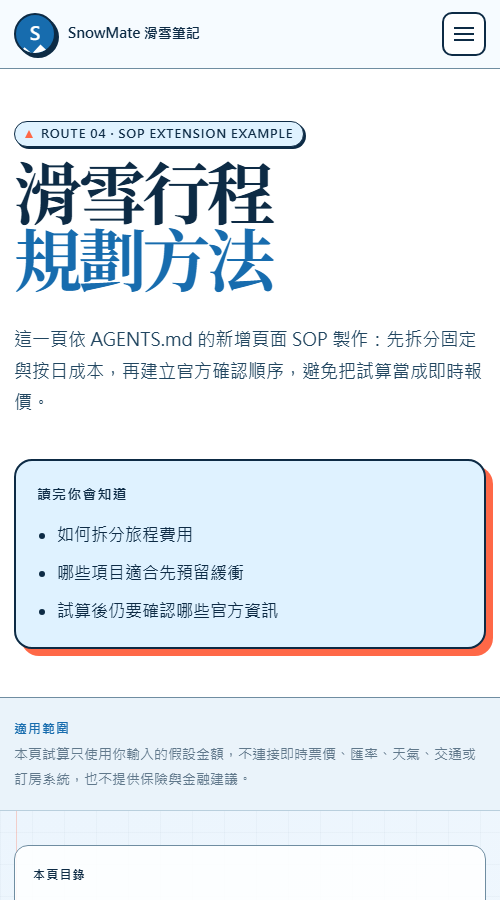 S
SnowMate 滑雪筆記
▲ ROUTE 04 · SOP EXTENSION EXAMPLE
滑雪行程
規劃方法
這一頁依 AGENTS.md 的新增頁面 SOP 製作：先拆分固定
與按日成本，再建立官方確認順序，避免把試算當成即時報
價。
讀完你會知道
• 如何拆分旅程費用
• 哪些項目適合先預留緩衝
• 試算後仍要確認哪些官方資訊
適用範圍
本頁試算只使用你輸入的假設金額，不連接即時票價、匯率、天氣、交通或
訂房系統，也不提供保險與金融建議。
本頁目錄